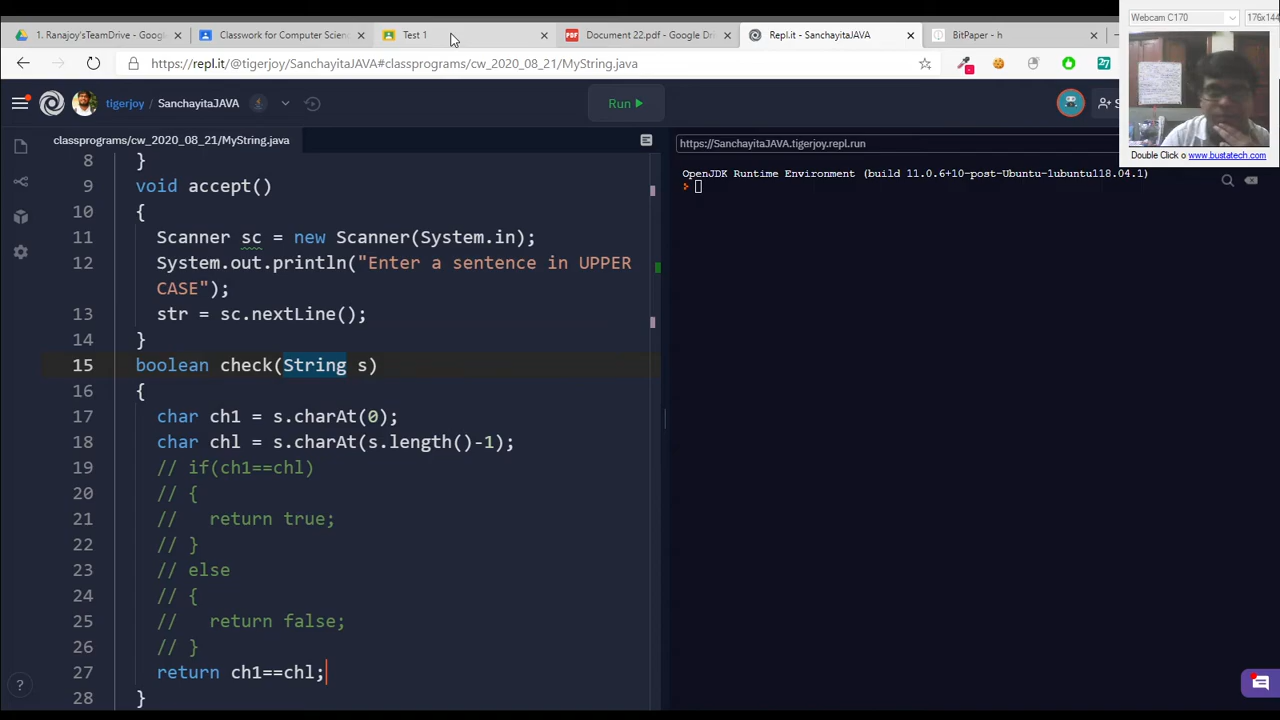 Webcam C170
176x144
1. Ranajoy'sTeamDrive - Googl
Classwork for Computer Scien
Test 1
Document 22.pdf - Google Dri
Repl.it - SanchayitaJAVA
BitPaper - h
https://repl.it/@tigerjoy/SanchayitaJAVA#classprograms/cw_2020_08_21/MyString.java
tigerjoy / SanchayitaJAVA
Run
S
classprograms/cw_2020_08_21/MyString.java
https://SanchayitaJAVA.tigerjoy.repl.run
Double Click o www.bustatech.com
OpenJDK Runtime Environment (build 11.0.6+10-post-Ubuntu-1ubuntu118.04.1)
8 }
9 void accept()
10 {
11 Scanner sc = new Scanner(System.in);
12 System.out.println("Enter a sentence in UPPER
CASE");
13 str = sc.nextLine();
14 }
15 boolean check(String s)
16 {
17 char ch1 = s.charAt(0);
18 char chl = s.charAt(s.length()-1);
19 // if(ch1==chl)
20 // {
21 // return true;
22 // }
23 // else
24 // {
25 // return false;
26 // }
27 return ch1==chl;
28 }